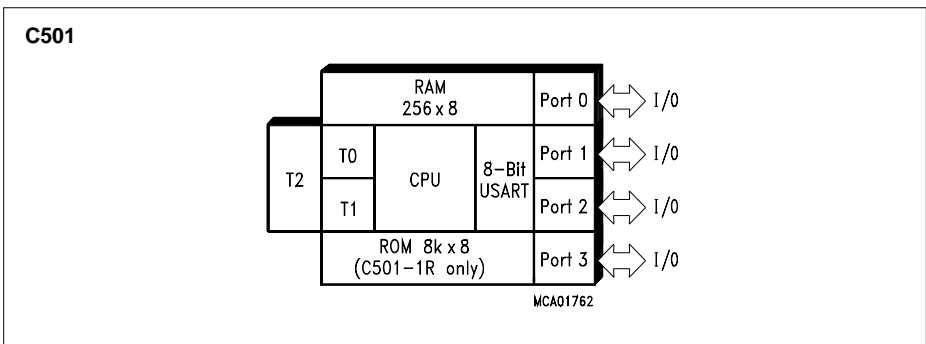 C501
RAM
256 x 8
Port 0
I/0
T2
T0
T1
CPU
8-Bit
USART
Port 1
I/0
Port 2
I/0
ROM 8k x 8
(C501-1R only)
Port 3
I/0
MCA01762